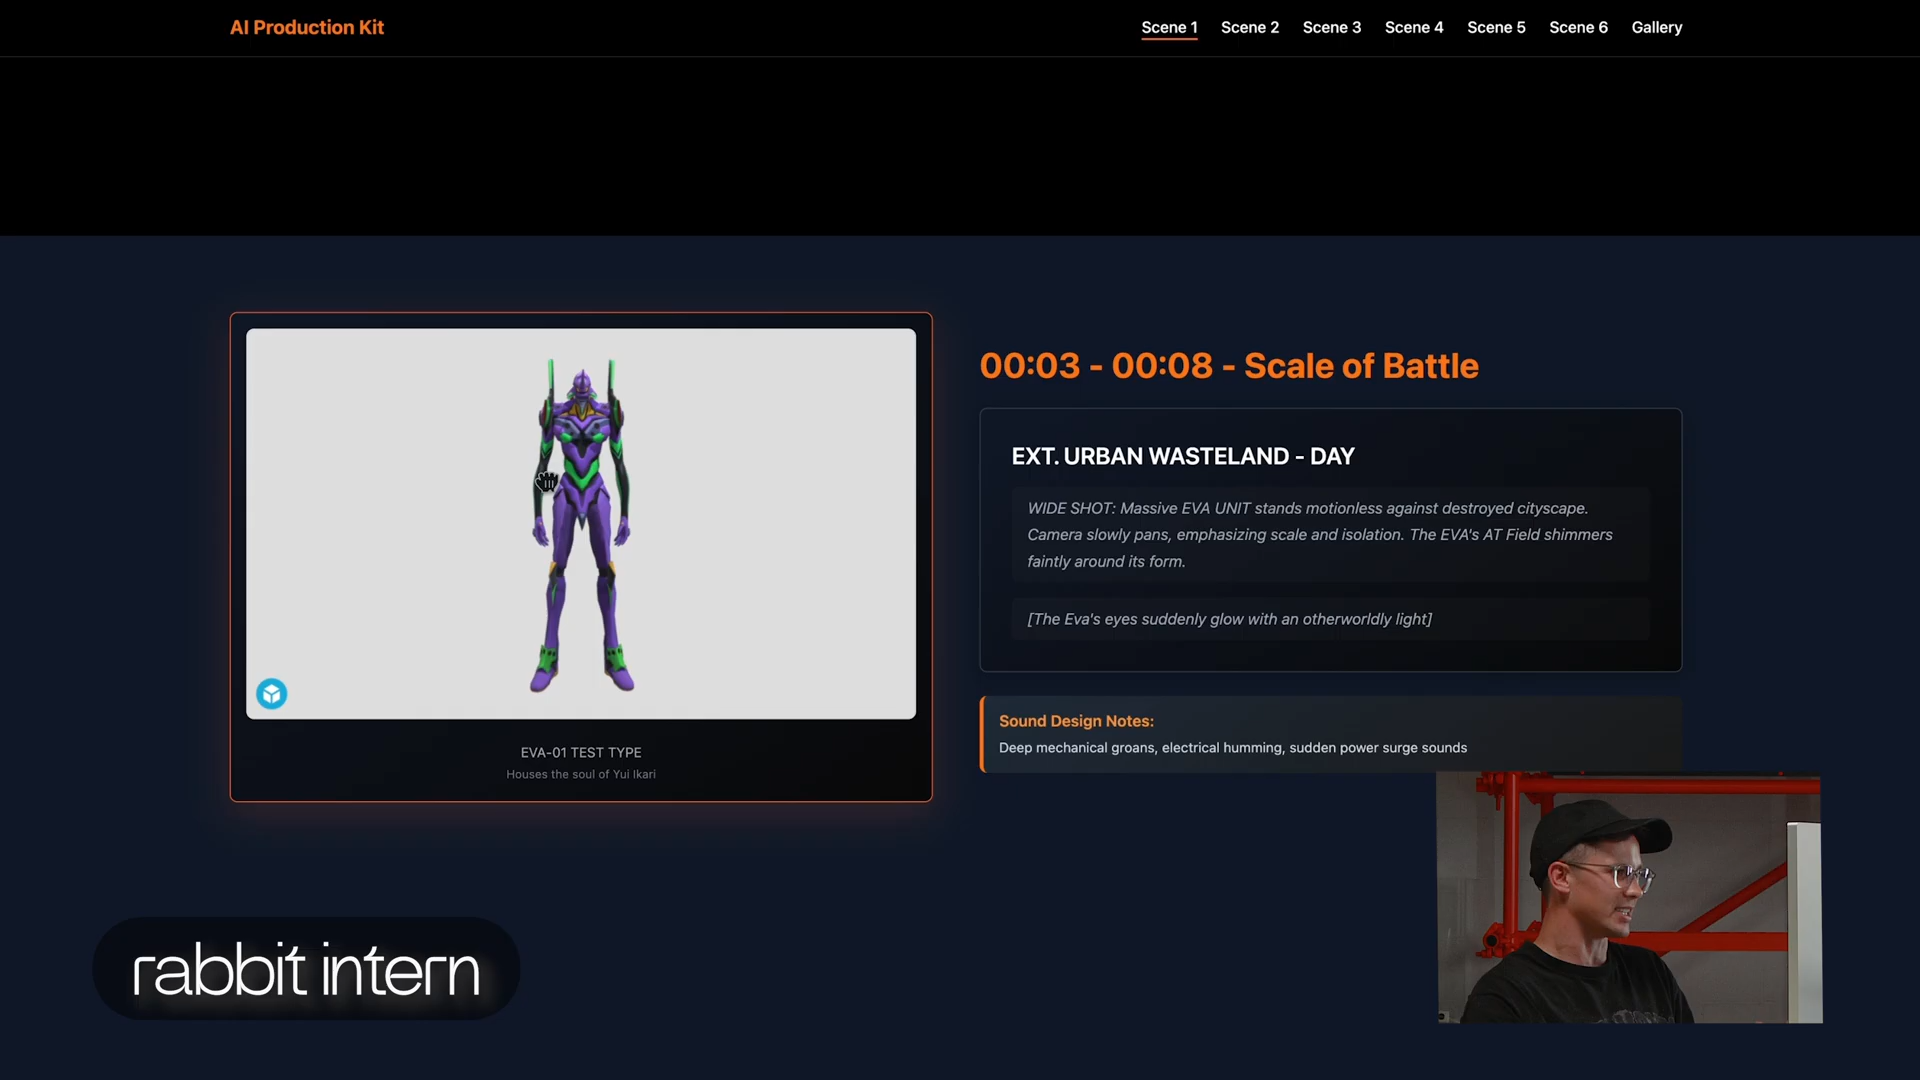 AI Production Kit
Scene 1 Scene 2 Scene 3 Scene 4 Scene 5 Scene 6 Gallery
00:03 - 00:08 - Scale of Battle
EXT. URBAN WASTELAND - DAY
WIDE SHOT: Massive EVA UNIT stands motionless against destroyed cityscape.
Camera slowly pans, emphasizing scale and isolation. The EVA's AT Field shimmers
faintly around its form.
[The Eva's eyes suddenly glow with an otherworldly light]
Sound Design Notes:
Deep mechanical groans, electrical humming, sudden power surge sounds
EVA-01 TEST TYPE
Houses the soul of Yui Ikari
rabbit intern